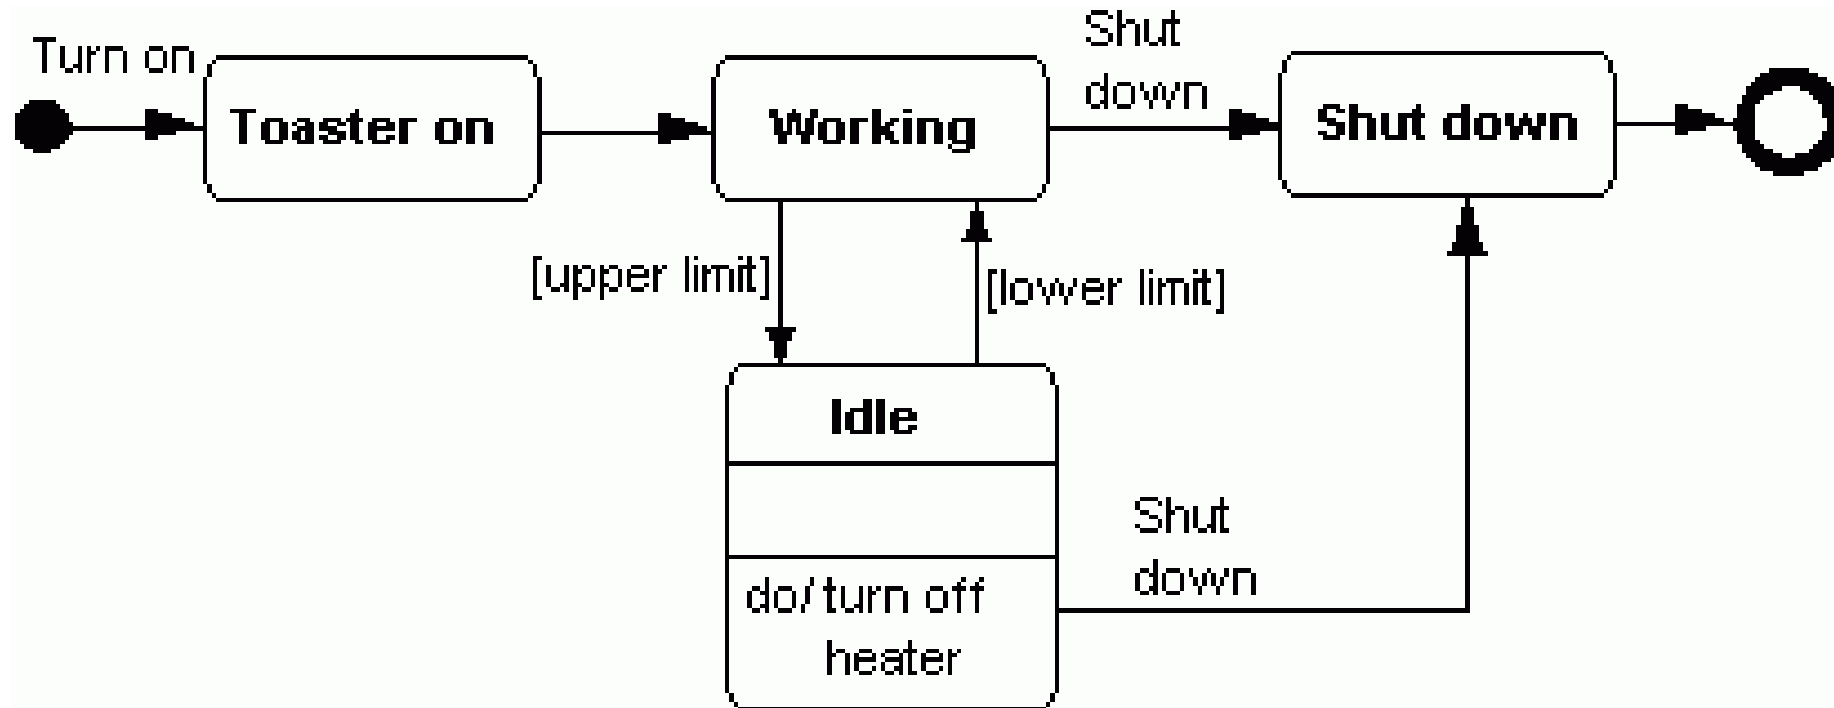 Turn on
Toaster on
Working
Shut
down
Shut down
[upper limit]
[lower limit]
Idle
do/ turn off
heater
Shut
down